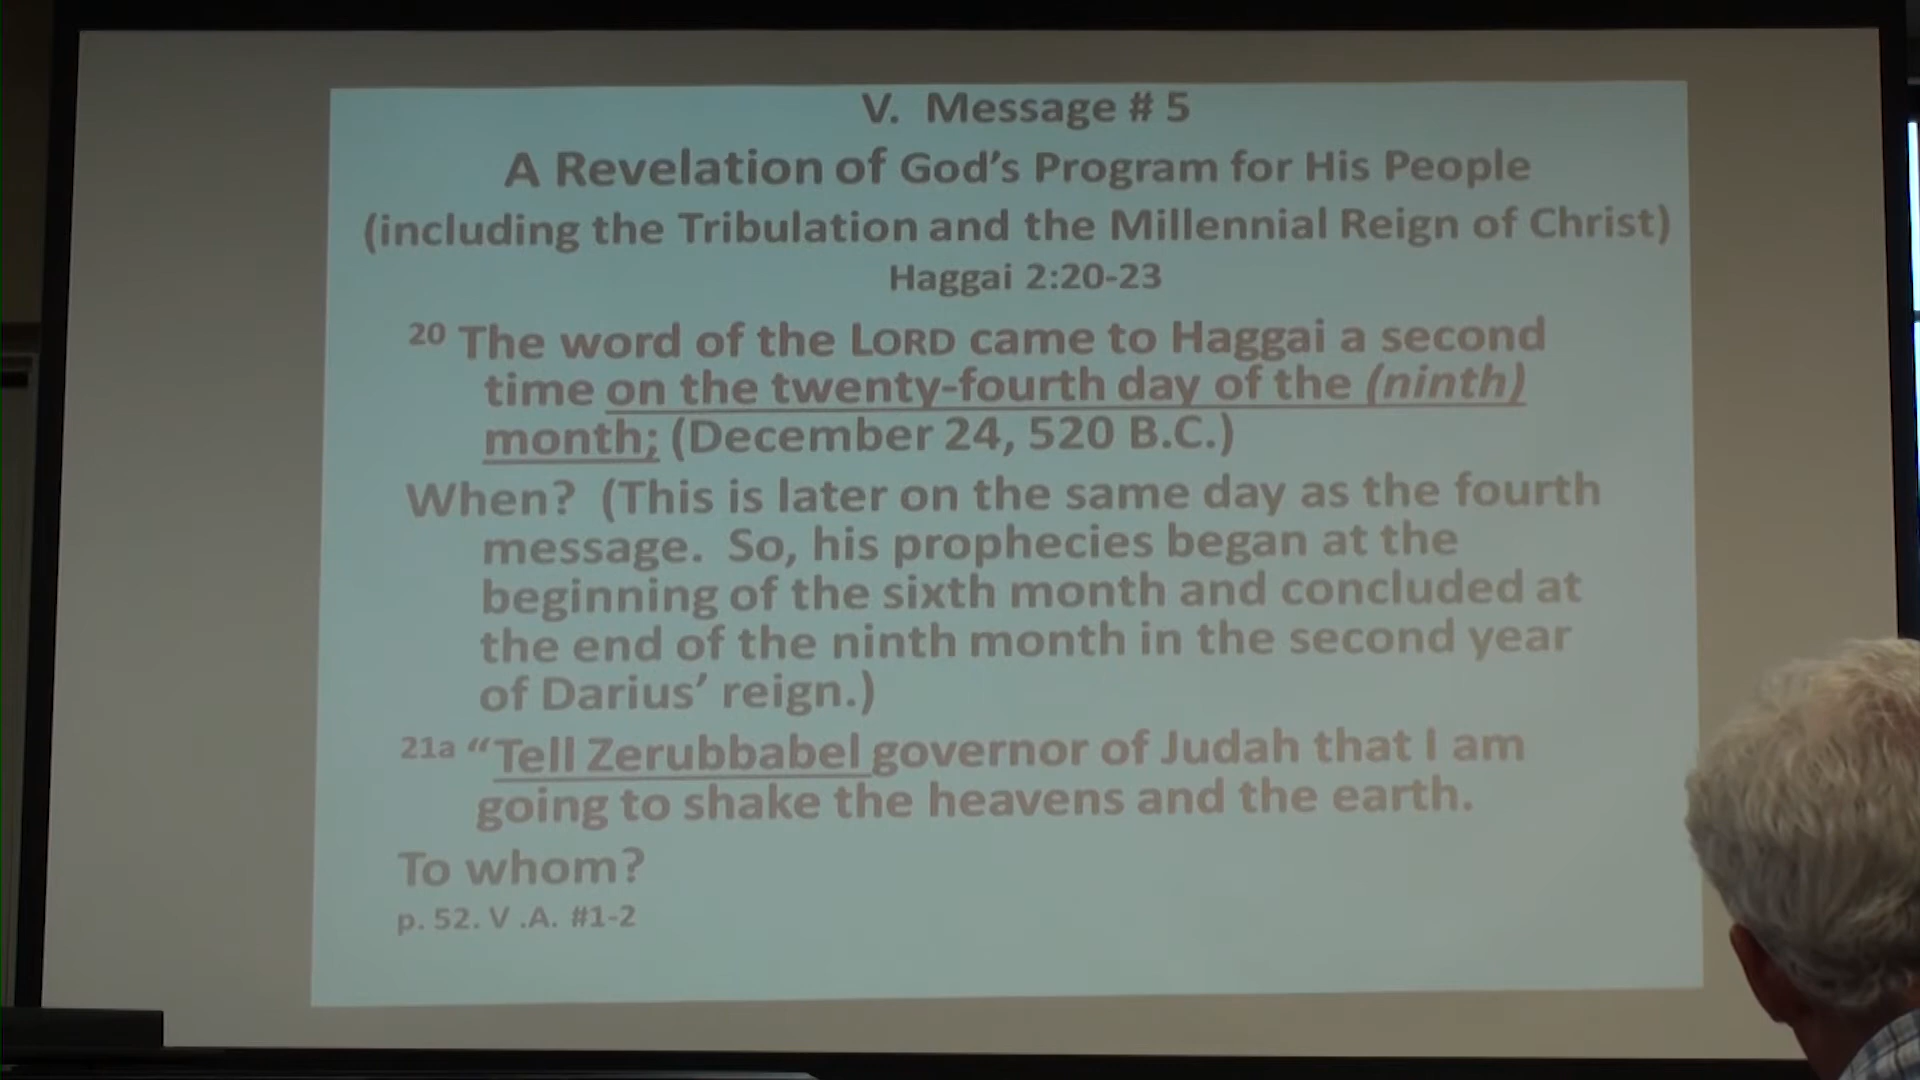 V. Message # 5
A Revelation of God's Program for His People
(including the Tribulation and the Millennial Reign of Christ)
Haggai 2:20-23
20 The word of the LORD came to Haggai a second
time on the twenty-fourth day of the (ninth)
month; (December 24, 520 B.C.)
When? (This is later on the same day as the fourth
message. So, his prophecies began at the
beginning of the sixth month and concluded at
the end of the ninth month in the second year
of Darius' reign.)
21a “Tell Zerubbabel governor of Judah that I am
going to shake the heavens and the earth.
To whom?
p. 52. V .A. #1-2